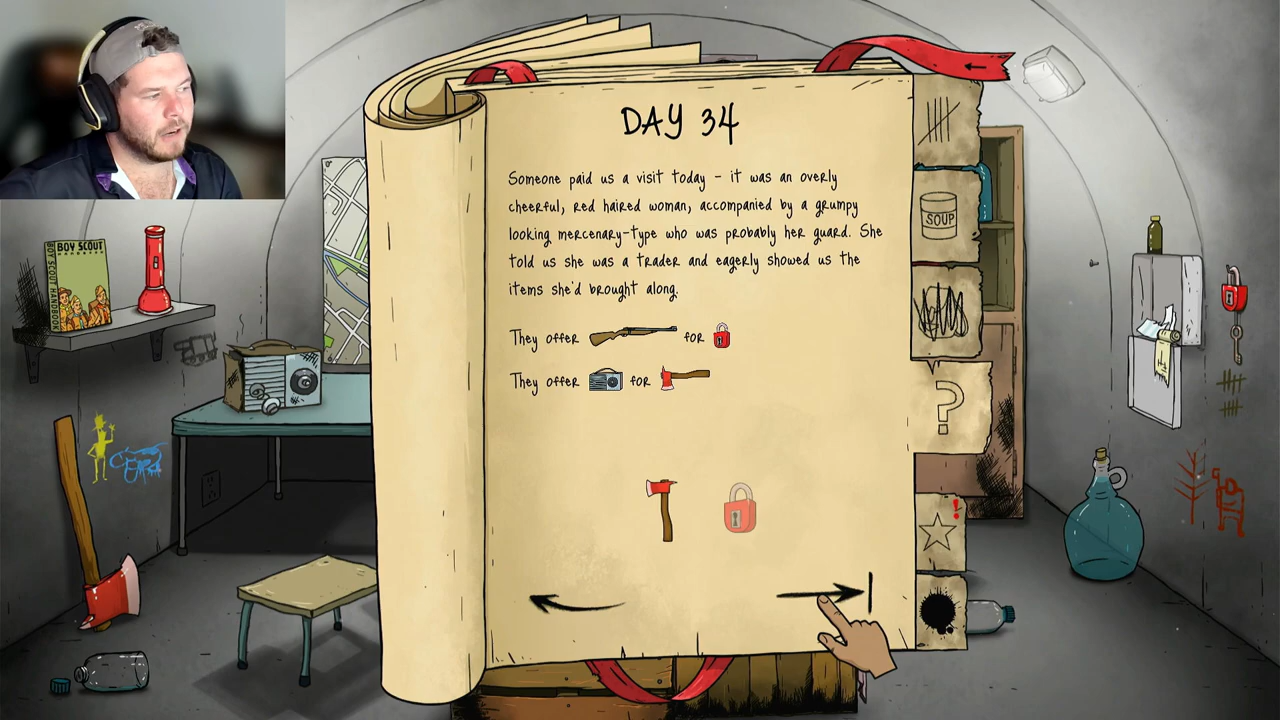 DAY 34
Someone paid us a visit today - it was an overly
cheerful, red haired woman, accompanied by a grumpy
looking mercenary-type who was probably her guard. She
told us she was a trader and eagerly showed us the
items she'd brought along.
They offer for
They offer for
SOUP
BOY SCOUT
BOY SCOUT HANDBOOK